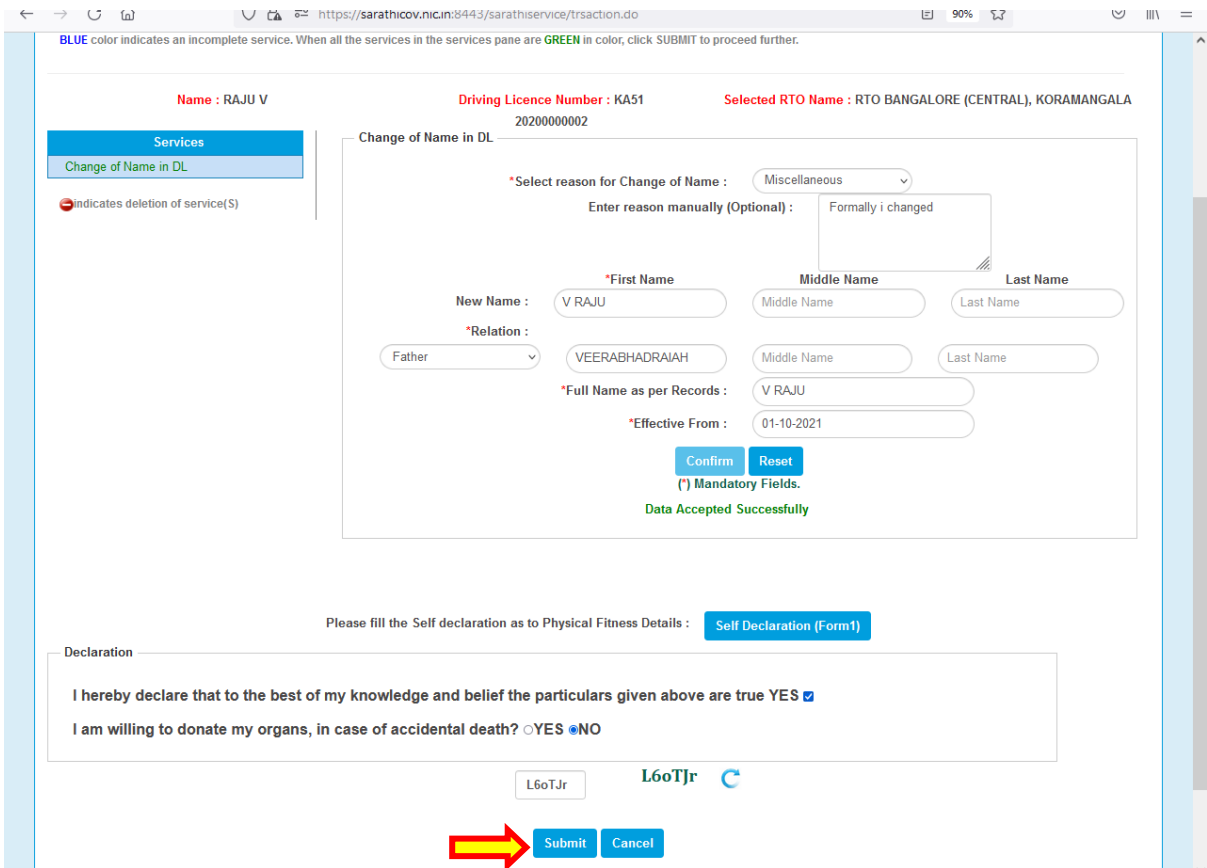 https://sarathicov.nic.in:8443/sarathiservice/trsaction.do 90%
BLUE color indicates an incomplete service. When all the services in the services pane are GREEN in color, click SUBMIT to proceed further.
Name : RAJU V
Driving Licence Number : KA51
20200000002
Selected RTO Name : RTO BANGALORE (CENTRAL), KORAMANGALA
Services
Change of Name in DL
indicates deletion of service(S)
Change of Name in DL
*Select reason for Change of Name : Miscellaneous
Enter reason manually (Optional) : Formally i changed
*First Name Middle Name Last Name
New Name : V RAJU Middle Name Last Name
*Relation :
Father VEERABHADRAIAH Middle Name Last Name
*Full Name as per Records : V RAJU
*Effective From : 01-10-2021
Confirm Reset
(*) Mandatory Fields.
Data Accepted Successfully
Please fill the Self declaration as to Physical Fitness Details : Self Declaration (Form1)
Declaration
I hereby declare that to the best of my knowledge and belief the particulars given above are true YES
I am willing to donate my organs, in case of accidental death? YES NO
L6oTJr L6oTJr
Submit Cancel